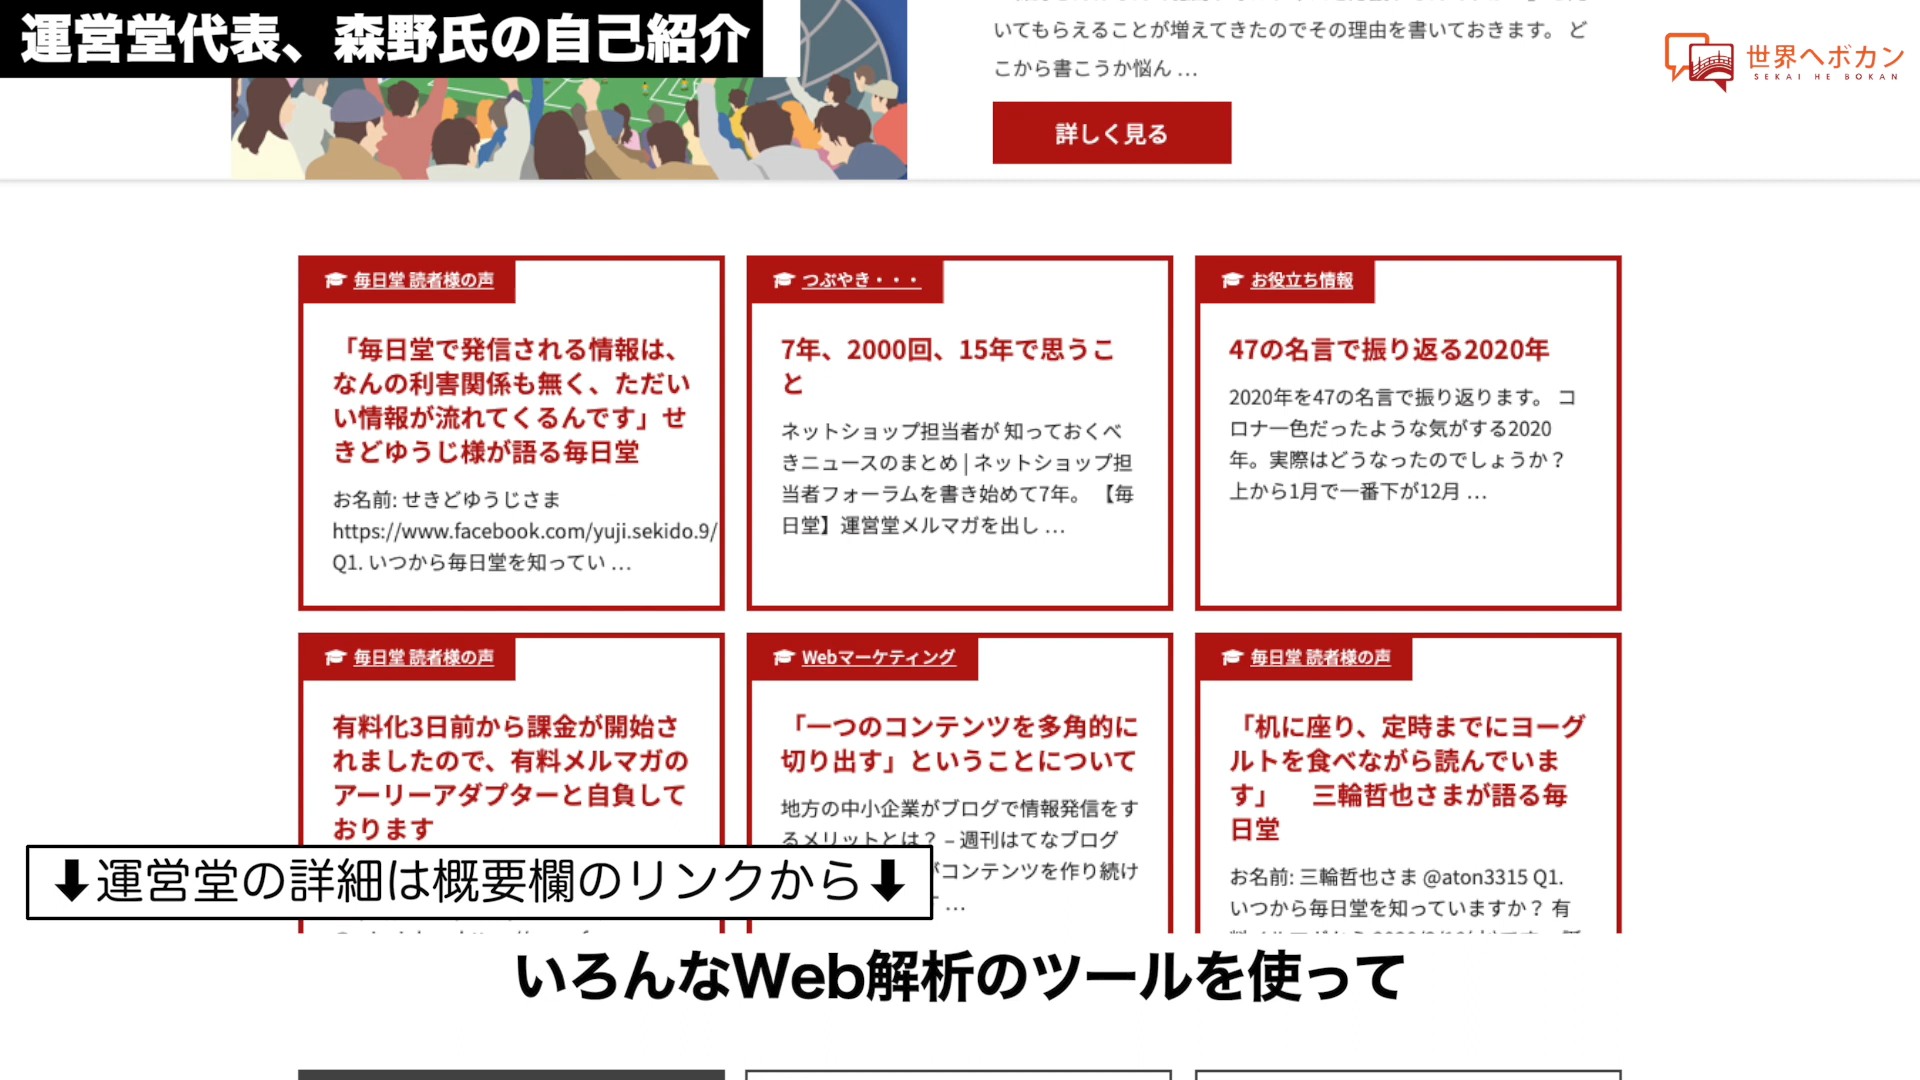 運営堂代表、森野氏の自己紹介
いてもらえることが増えてきたのでその理由を書いておきます。 ど
こから書こうか悩ん …
詳しく見る
世界へボカン
SEKAI HE BOKAN
毎日堂 読者様の声
「毎日堂で発信される情報は、
なんの利害関係も無く、ただい
い情報が流れてくるんです」せ
きどゆうじ様が語る毎日堂
お名前: せきどゆうじさま
https://www.facebook.com/yuji.sekido.9/
Q1. いつから毎日堂を知ってい …
つぶやき・・・
7年、2000回、15年で思うこ
と
ネットショップ担当者が 知っておくべ
きニュースのまとめ | ネットショップ担
当者フォーラムを書き始めて7年。 【毎
日堂】運営堂メルマガを出し …
お役立ち情報
47の名言で振り返る2020年
2020年を47の名言で振り返ります。 コ
ロナ一色だったような気がする2020
年。実際はどうなったのでしょうか？
上から1月で一番下が12月 …
毎日堂 読者様の声
有料化3日前から課金が開始さ
れましたので、有料メルマガの
アーリーアダプターと自負して
おります
Webマーケティング
「一つのコンテンツを多角的に
切り出す」ということについて
地方の中小企業がブログで情報発信をす
るメリットとは？ – 週刊はてなブログ
コンテンツを作り続け
…
毎日堂 読者様の声
「机に座り、定時までにヨーグ
ルトを食べながら読んでいま
す」　三輪哲也さまが語る毎
日堂
お名前: 三輪哲也さま @aton3315 Q1.
いつから毎日堂を知っていますか？ 有
⬇運営堂の詳細は概要欄のリンクから⬇
いろんなWeb解析のツールを使って